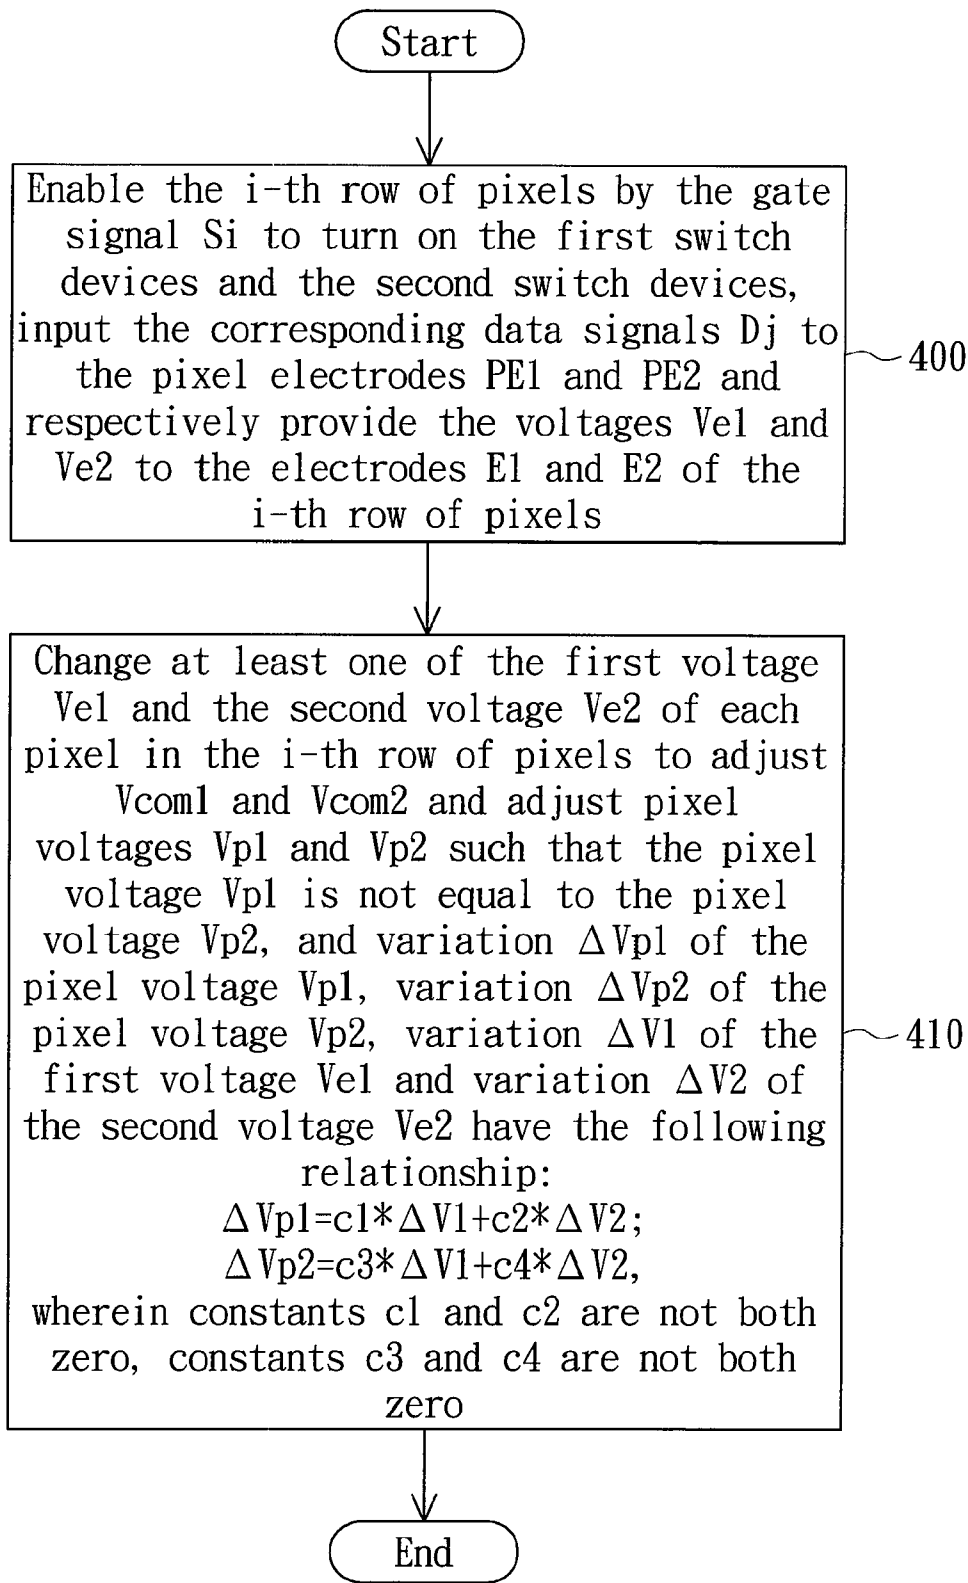 Start
Enable the i-th row of pixels by the gate
signal Si to turn on the first switch
devices and the second switch devices,
input the corresponding data signals Dj to
the pixel electrodes PE1 and PE2 and
respectively provide the voltages Ve1 and
Ve2 to the electrodes E1 and E2 of the
i-th row of pixels
400
Change at least one of the first voltage
Ve1 and the second voltage Ve2 of each
pixel in the i-th row of pixels to adjust
Vcom1 and Vcom2 and adjust pixel
voltages Vp1 and Vp2 such that the pixel
voltage Vp1 is not equal to the pixel
voltage Vp2, and variation ΔVp1 of the
pixel voltage Vp1, variation ΔVp2 of the
pixel voltage Vp2, variation ΔV1 of the
first voltage Ve1 and variation ΔV2 of
the second voltage Ve2 have the following
relationship:
ΔVp1=c1*ΔV1+c2*ΔV2;
ΔVp2=c3*ΔV1+c4*ΔV2,
wherein constants c1 and c2 are not both
zero, constants c3 and c4 are not both
zero
410
End